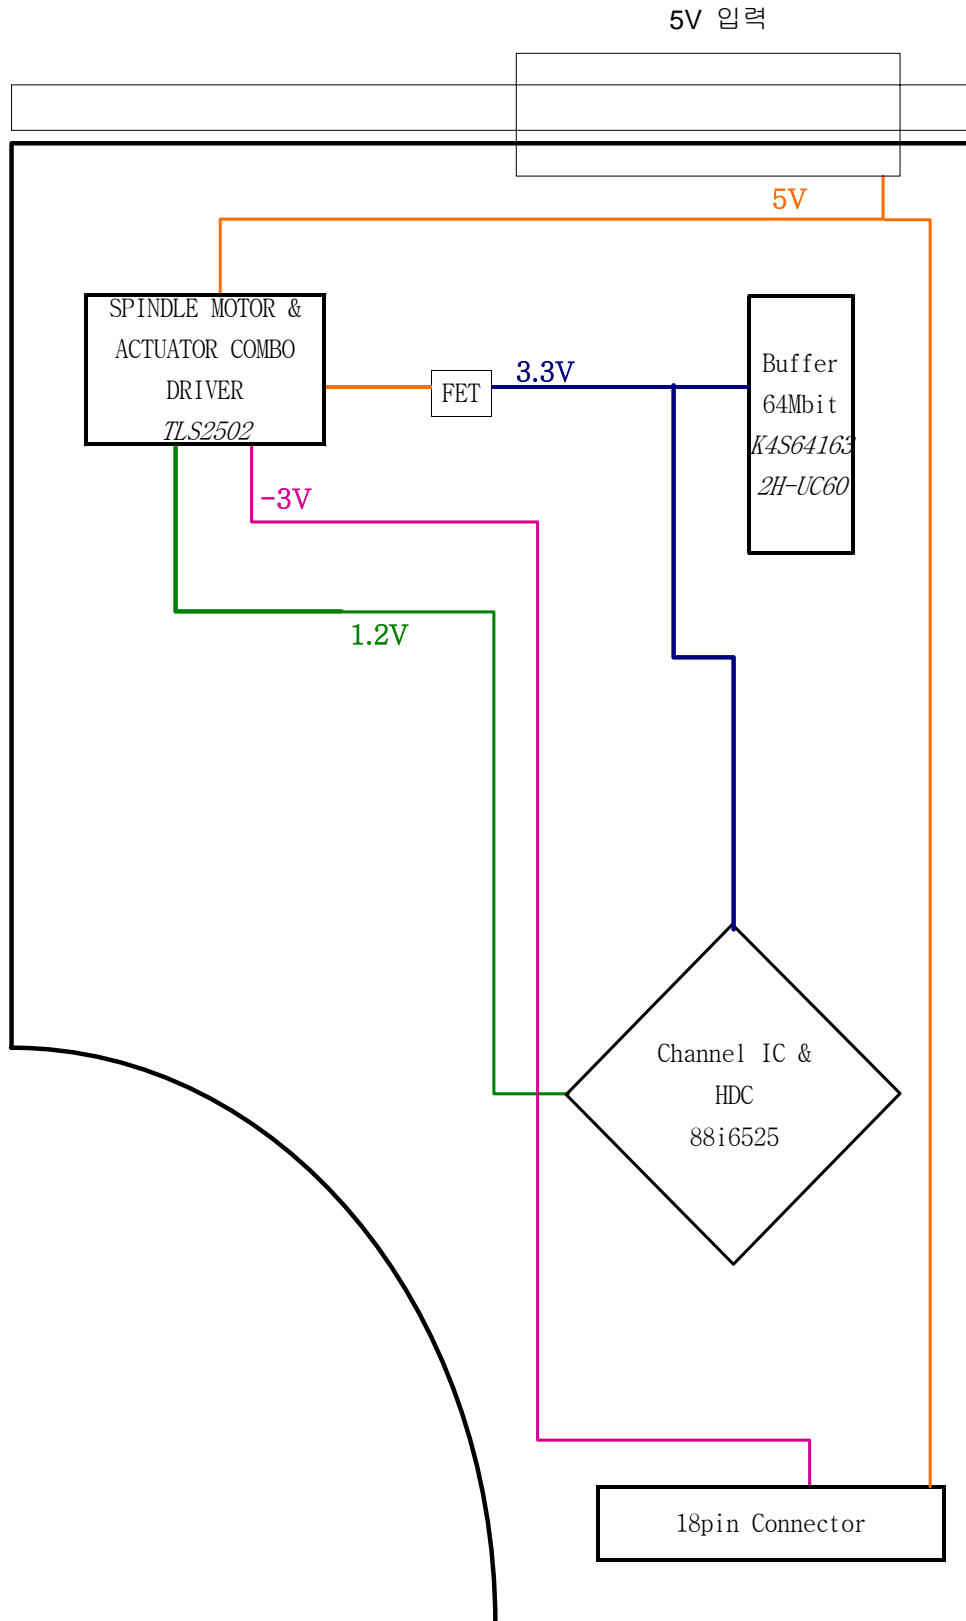 5V 입력
5V
SPINDLE MOTOR &
ACTUATOR COMBO
DRIVER
TLS2502
FET
3.3V
Buffer
64Mbit
K4S64163
2H-UC60
-3V
1.2V
Channel IC &
HDC
88i6525
18pin Connector